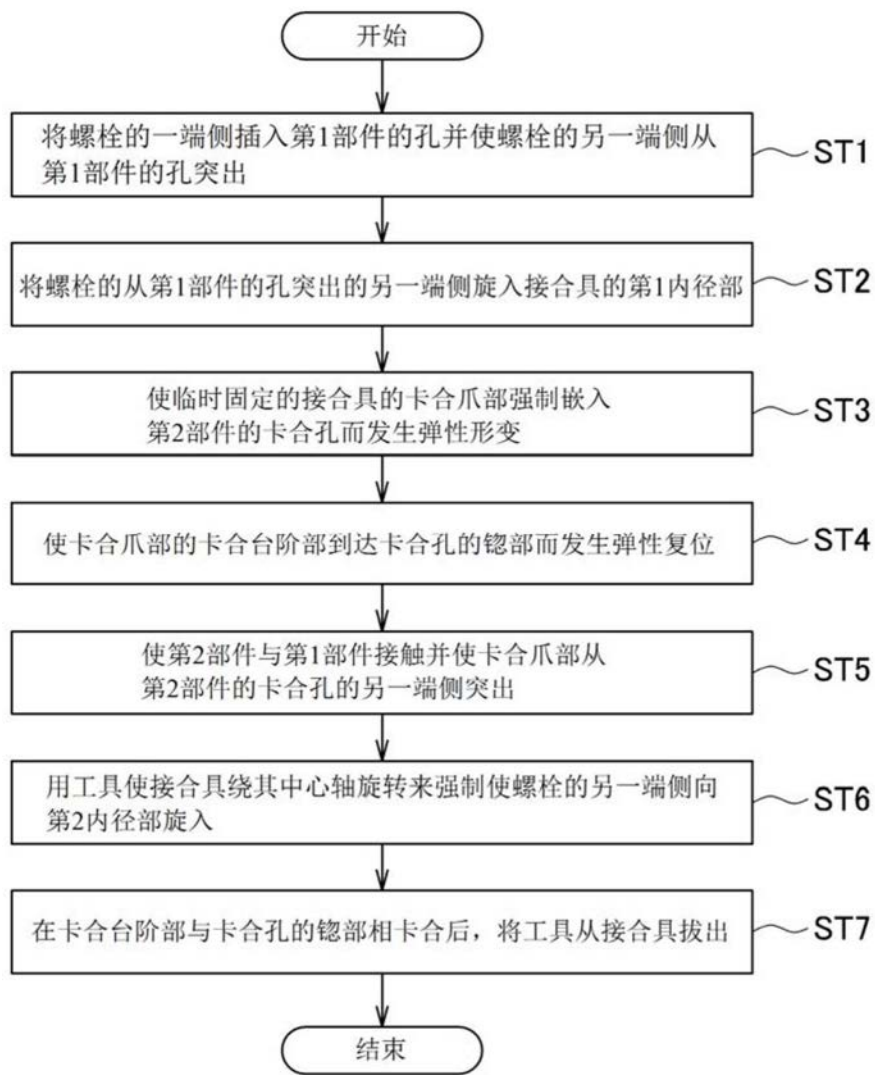 开始
将螺栓的一端侧插入第1部件的孔并使螺栓的另一端侧从
第1部件的孔突出
ST1
将螺栓的从第1部件的孔突出的另一端侧旋入接合具的第1内径部
ST2
使临时固定的接合具的卡合爪部强制嵌入
第2部件的卡合孔而发生弹性形变
ST3
使卡合爪部的卡合台阶部到达卡合孔的锪部而发生弹性复位
ST4
使第2部件与第1部件接触并使卡合爪部从
第2部件的卡合孔的另一端侧突出
ST5
用工具使接合具绕其中心轴旋转来强制使螺栓的另一端侧向
第2内径部旋入
ST6
在卡合台阶部与卡合孔的锪部相卡合后，将工具从接合具拔出
ST7
结束